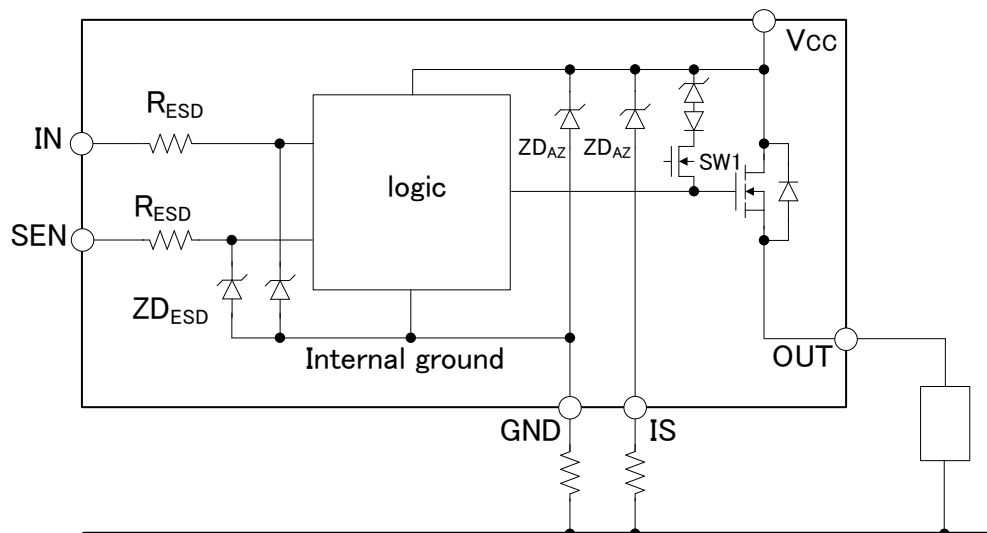 VCC
RESD
IN
ZDAZ
ZDAZ
SW1
logic
RESD
SEN
ZDESD
Internal ground
OUT
GND
IS